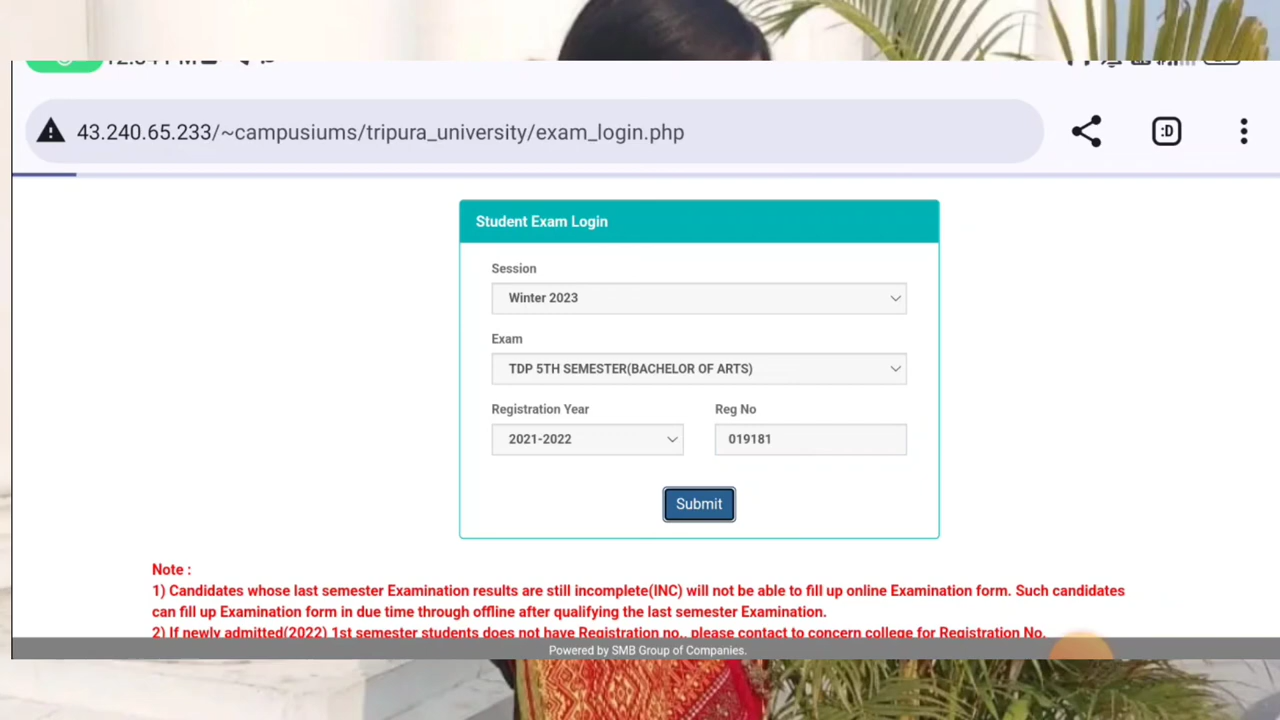 43.240.65.233/~campusiums/tripura_university/exam_login.php
:D
Student Exam Login
Session
Winter 2023
Exam
TDP 5TH SEMESTER(BACHELOR OF ARTS)
Registration Year
Reg No
2021-2022
019181
Submit
Note :
1) Candidates whose last semester Examination results are still incomplete(INC) will not be able to fill up online Examination form. Such candidates
can fill up Examination form in due time through offline after qualifying the last semester Examination.
2) If newly admitted(2022) 1st semester students does not have Registration no., please contact to concern college for Registration No.
Powered by SMB Group of Companies.